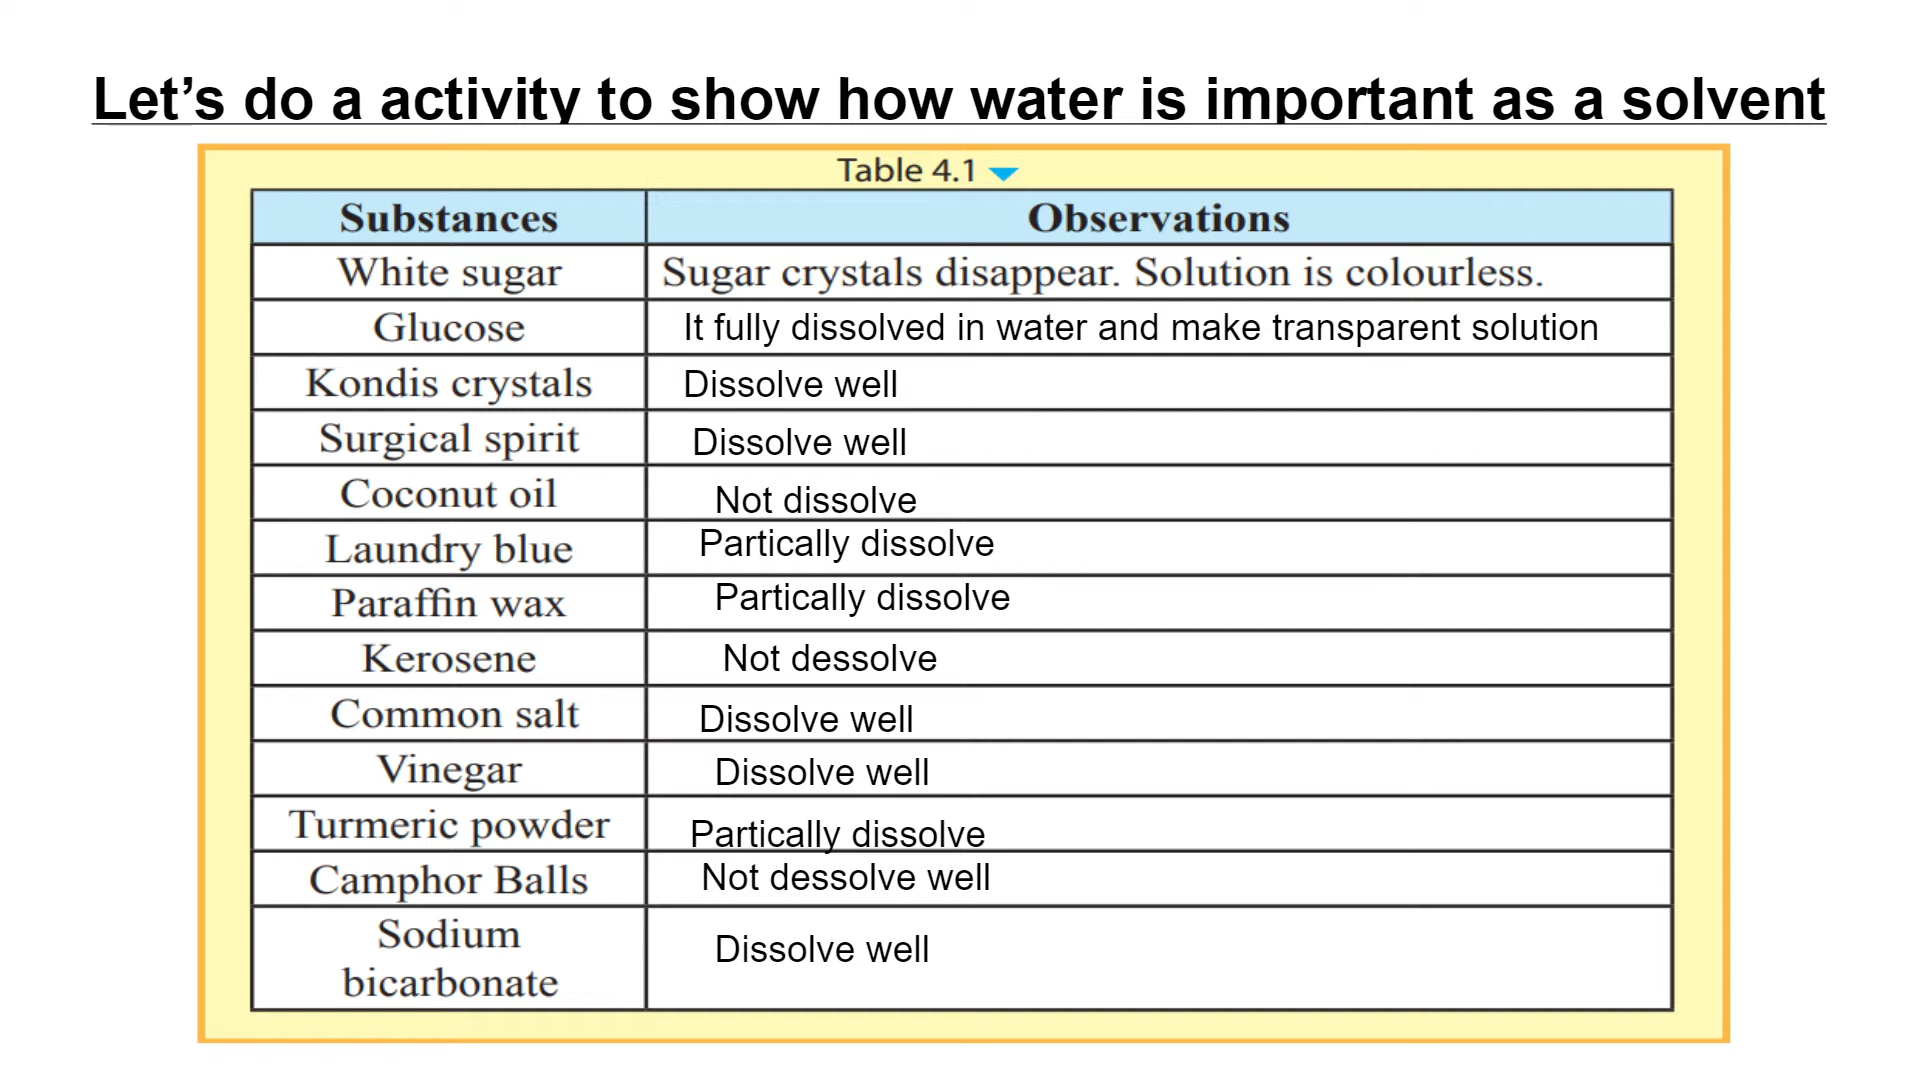 Let’s do a activity to show how water is important as a solvent
Table 4.1
Substances Observations
White sugar Sugar crystals disappear. Solution is colourless.
Glucose It fully dissolved in water and make transparent solution
Kondis crystals Dissolve well
Surgical spirit Dissolve well
Coconut oil Not dissolve
Laundry blue Partically dissolve
Paraffin wax Partically dissolve
Kerosene Not dessolve
Common salt Dissolve well
Vinegar Dissolve well
Turmeric powder Partically dissolve
Camphor Balls Not dessolve well
Sodium
bicarbonate Dissolve well